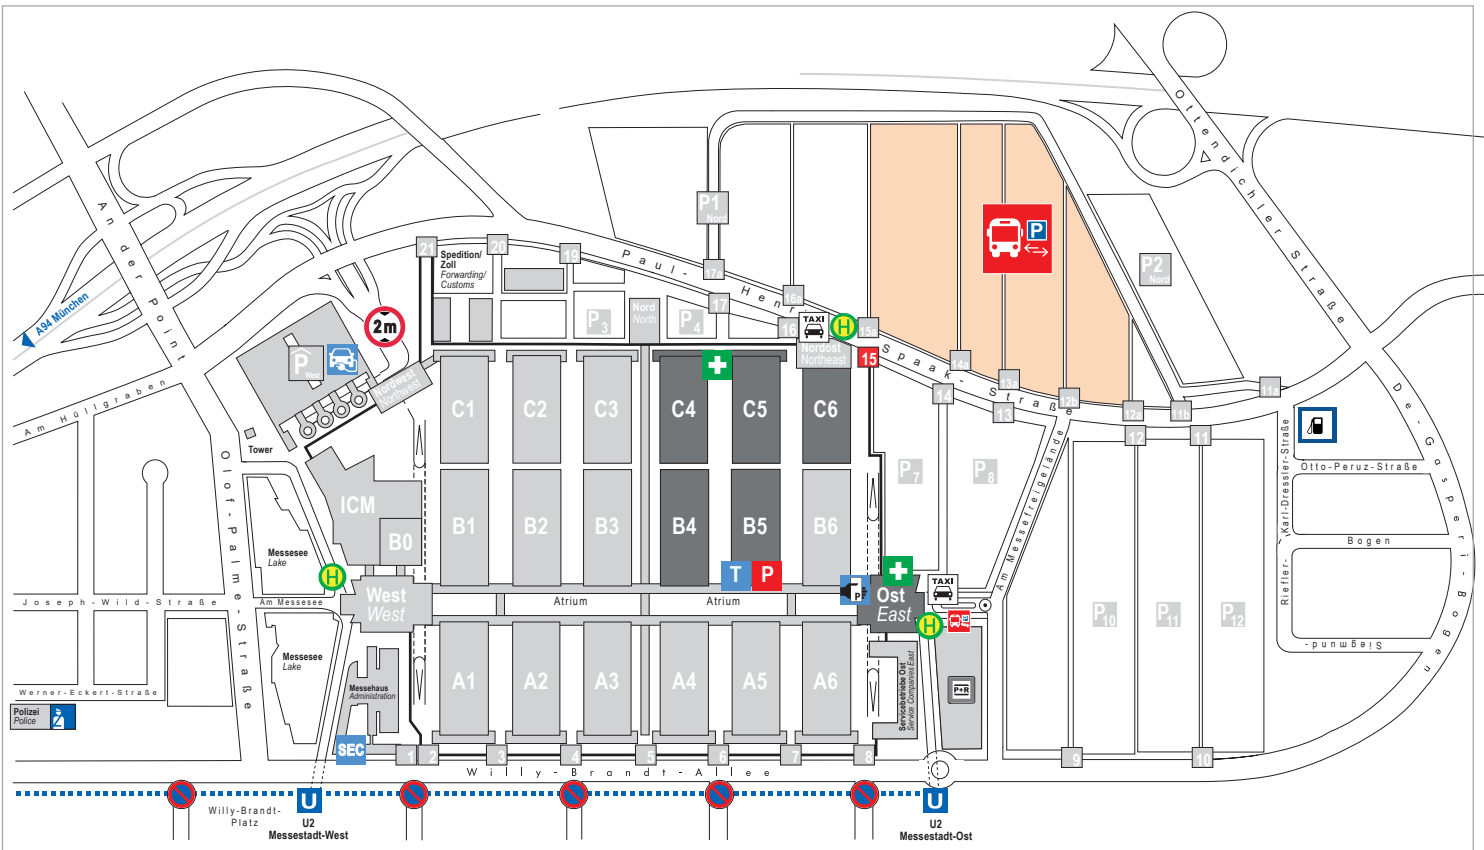 Ottendichler Straße
An der Point
A94 München
P1
Nord
P2
Nord
Paul-Henri-Spaak-Straße
21
20
19
17a
17
16a
16
15a
15
14a
14
13a
13
12b
12a
12
11b
11a
11
Spedition/
Zoll
Forwarding/
Customs
P3
Nord
North
P4
TAXI
H
Nordost
Northeast
2m
P
West
Nordwest
Northwest
Am Hüllgraben
Tower
C1
C2
C3
C4
C5
C6
P7
P8
Am Messefreigelände
Karl-Dressler-Straße
Otto-Peruz-Straße
De-Gasperi-Bogen
Olof-Palme-Straße
ICM
B0
B1
B2
B3
B4
B5
B6
Bogen
Riefler-
Siegmund-
Messesee
Lake
H
T
P
P
Joseph-Wild-Straße
Am Messesee
West
West
Atrium
Atrium
Ost
East
TAXI
H
P10
P11
P12
Messesee
Lake
Messehaus
Administration
A1
A2
A3
A4
A5
A6
Servicebetriebe Ost
Service Companies East
P+R
Werner-Eckert-Straße
Polizei
Police
SEC
1
2
3
4
5
6
7
8
9
10
Willy-Brandt-Allee
Willy-Brandt-
Platz
U
U2
Messestadt-West
U
U2
Messestadt-Ost